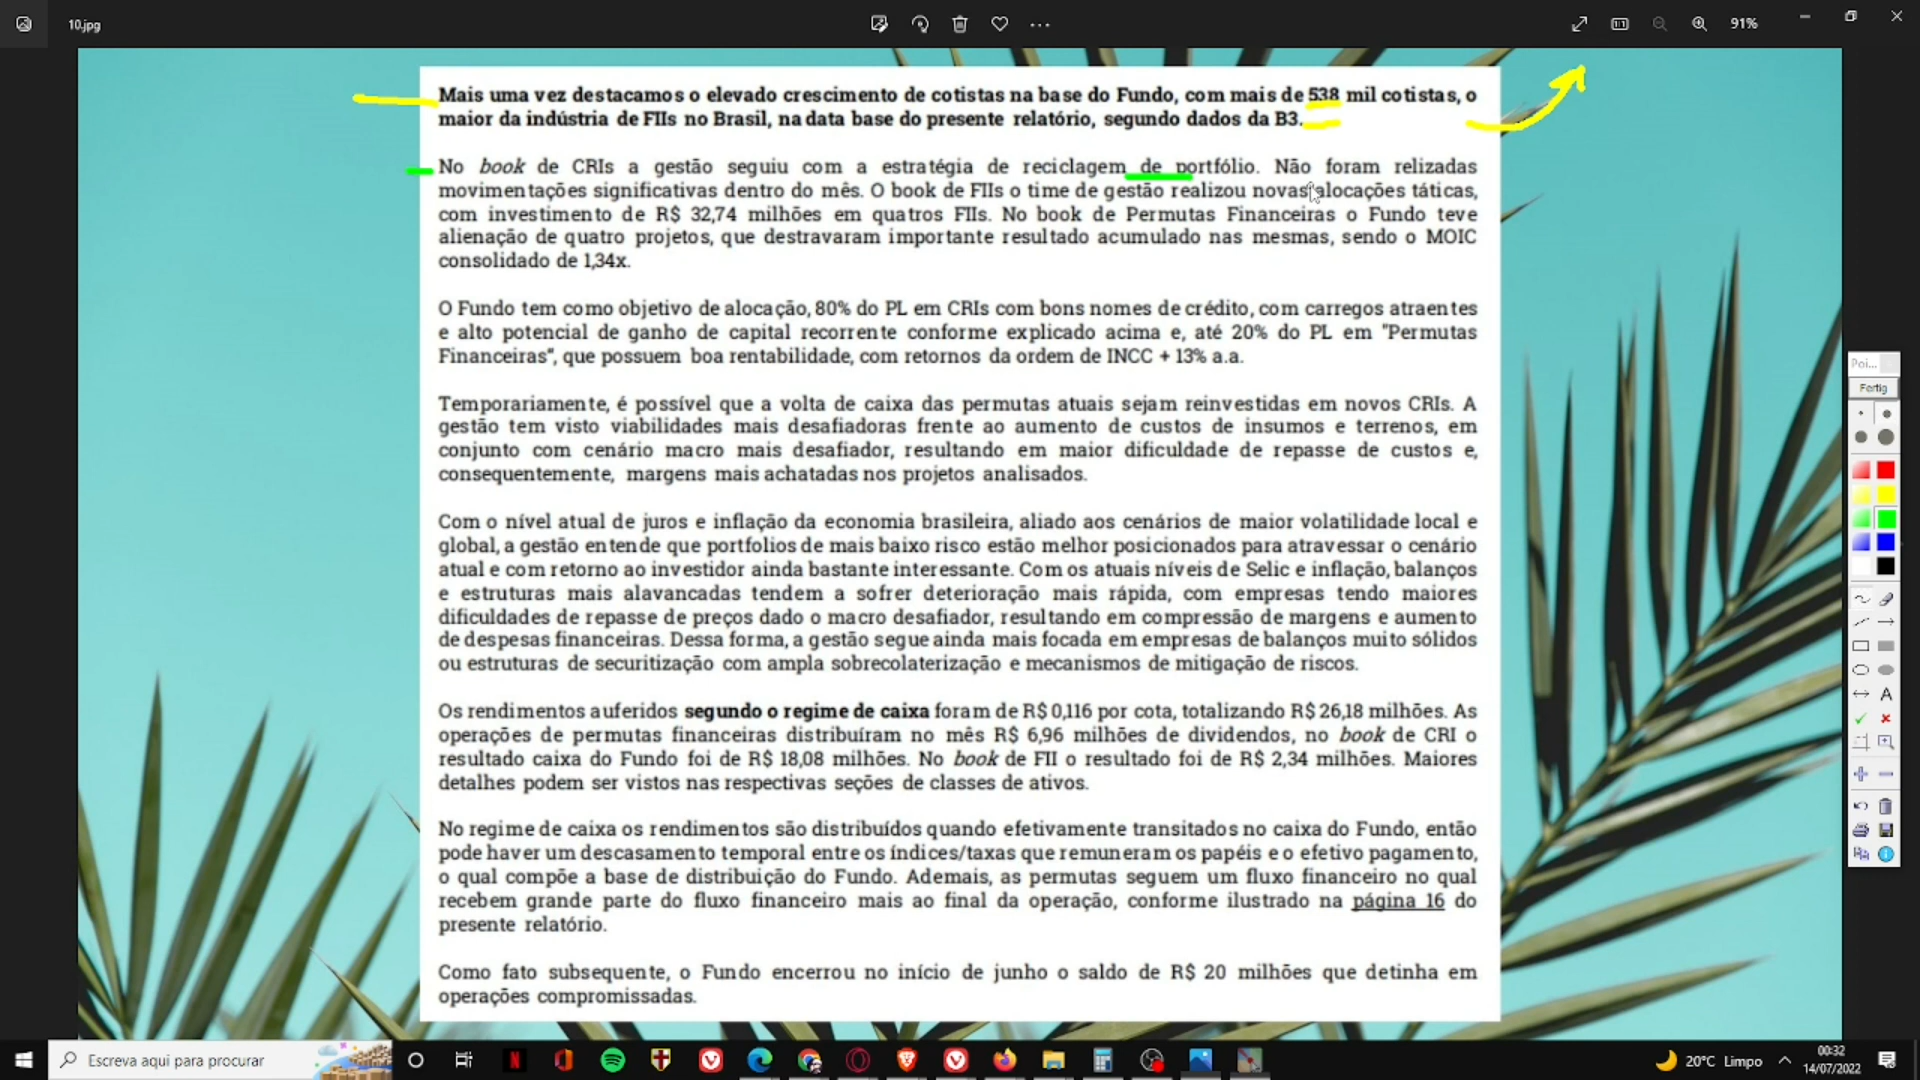 10.jpg
91%
Mais uma vez destacamos o elevado crescimento de cotistas na base do Fundo, com mais de 538 mil cotistas, o
maior da indústria de FIIs no Brasil, na data base do presente relatório, segundo dados da B3.
No book de CRIs a gestão seguiu com a estratégia de reciclagem de portfólio. Não foram relizadas
movimentações significativas dentro do mês. O book de FIIs o time de gestão realizou novas alocações táticas,
com investimento de R$ 32,74 milhões em quatros FIIs. No book de Permutas Financeiras o Fundo teve
alienação de quatro projetos, que destravaram importante resultado acumulado nas mesmas, sendo o MOIC
consolidado de 1,34x.
O Fundo tem como objetivo de alocação, 80% do PL em CRIs com bons nomes de crédito, com carregos atraentes
e alto potencial de ganho de capital recorrente conforme explicado acima e, até 20% do PL em "Permutas
Financeiras", que possuem boa rentabilidade, com retornos da ordem de INCC + 13% a.a.
Temporariamente, é possível que a volta de caixa das permutas atuais sejam reinvestidas em novos CRIs. A
gestão tem visto viabilidades mais desafiadoras frente ao aumento de custos de insumos e terrenos, em
conjunto com cenário macro mais desafiador, resultando em maior dificuldade de repasse de custos e,
consequentemente, margens mais achatadas nos projetos analisados.
Com o nível atual de juros e inflação da economia brasileira, aliado aos cenários de maior volatilidade local e
global, a gestão entende que portfolios de mais baixo risco estão melhor posicionados para atravessar o cenário
atual e com retorno ao investidor ainda bastante interessante. Com os atuais níveis de Selic e inflação, balanços
e estruturas mais alavancadas tendem a sofrer deterioração mais rápida, com empresas tendo maiores
dificuldades de repasse de preços dado o macro desafiador, resultando em compressão de margens e aumento
de despesas financeiras. Dessa forma, a gestão segue ainda mais focada em empresas de balanços muito sólidos
ou estruturas de securitização com ampla sobrecolaterização e mecanismos de mitigação de riscos.
Os rendimentos auferidos segundo o regime de caixa foram de R$ 0,116 por cota, totalizando R$ 26,18 milhões. As
operações de permutas financeiras distribuíram no mês R$ 6,96 milhões de dividendos, no book de CRI o
resultado caixa do Fundo foi de R$ 18,08 milhões. No book de FII o resultado foi de R$ 2,34 milhões. Maiores
detalhes podem ser vistos nas respectivas seções de classes de ativos.
No regime de caixa os rendimentos são distribuídos quando efetivamente transitados no caixa do Fundo, então
pode haver um descasamento temporal entre os índices/taxas que remuneram os papéis e o efetivo pagamento,
o qual compõe a base de distribuição do Fundo. Ademais, as permutas seguem um fluxo financeiro no qual
recebem grande parte do fluxo financeiro mais ao final da operação, conforme ilustrado na página 16 do
presente relatório.
Como fato subsequente, o Fundo encerrou no início de junho o saldo de R$ 20 milhões que detinha em
operações compromissadas.
Poi...
Fertig
A
Escreva aqui para procurar
20°C Limpo
00:32
14/07/2022